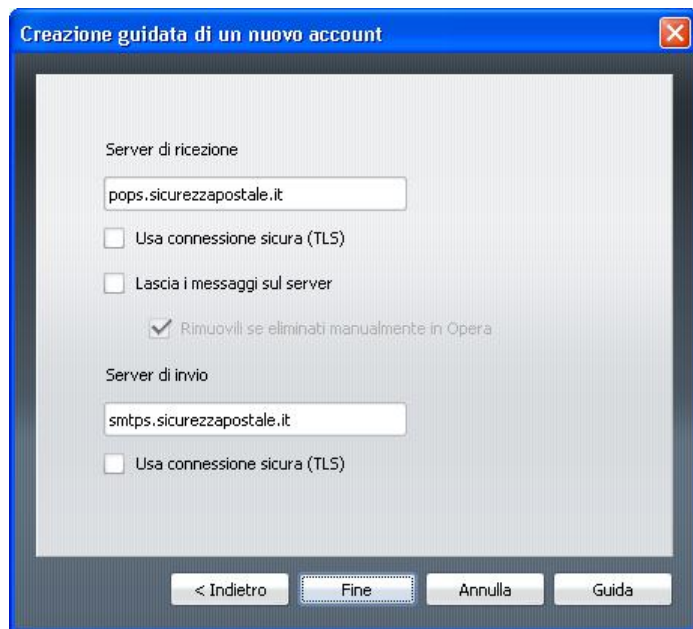 Creazione guidata di un nuovo account
Server di ricezione
pops.sicurezzapostale.it
Usa connessione sicura (TLS)
Lascia i messaggi sul server
Rimuovili se eliminati manualmente in Opera
Server di invio
smtps.sicurezzapostale.it
Usa connessione sicura (TLS)
< Indietro Fine Annulla Guida